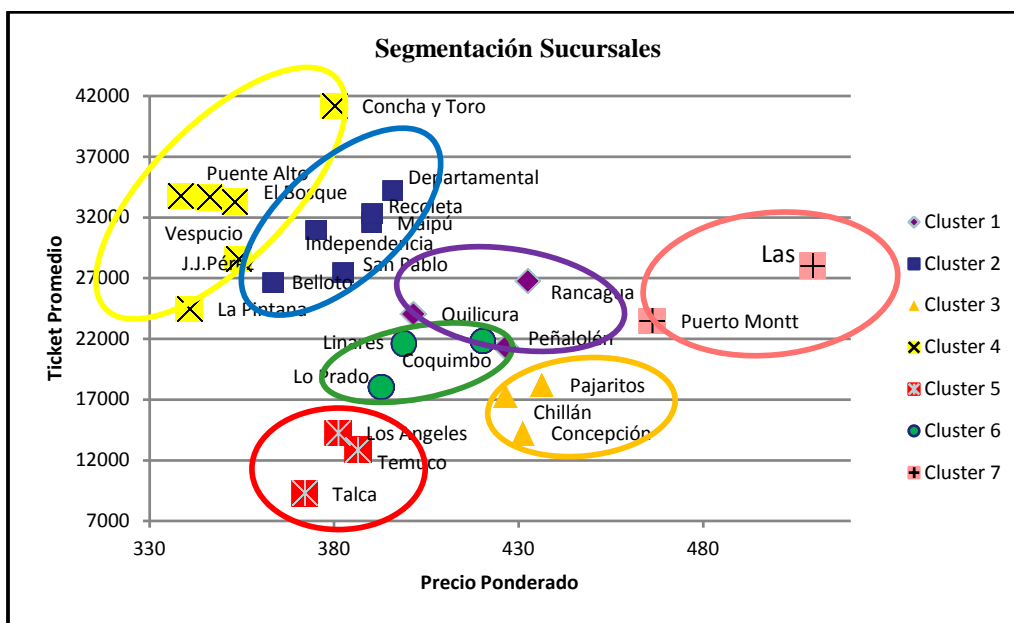 Segmentación Sucursales
42000
37000
32000
27000
22000
17000
12000
7000
330
380
430
480
Ticket Promedio
Precio Ponderado
Concha y Toro
Puente Alto
El Bosque
Departamental
Recoleta
Maipú
Vespucio
Independencia
J.J.Pérez
San Pablo
Belloto
La Pintana
Las
Rancagua
Quilicura
Puerto Montt
Peñalolén
Linares
Coquimbo
Lo Prado
Pajaritos
Chillán
Concepción
Los Angeles
Temuco
Talca
Cluster 1
Cluster 2
Cluster 3
Cluster 4
Cluster 5
Cluster 6
Cluster 7